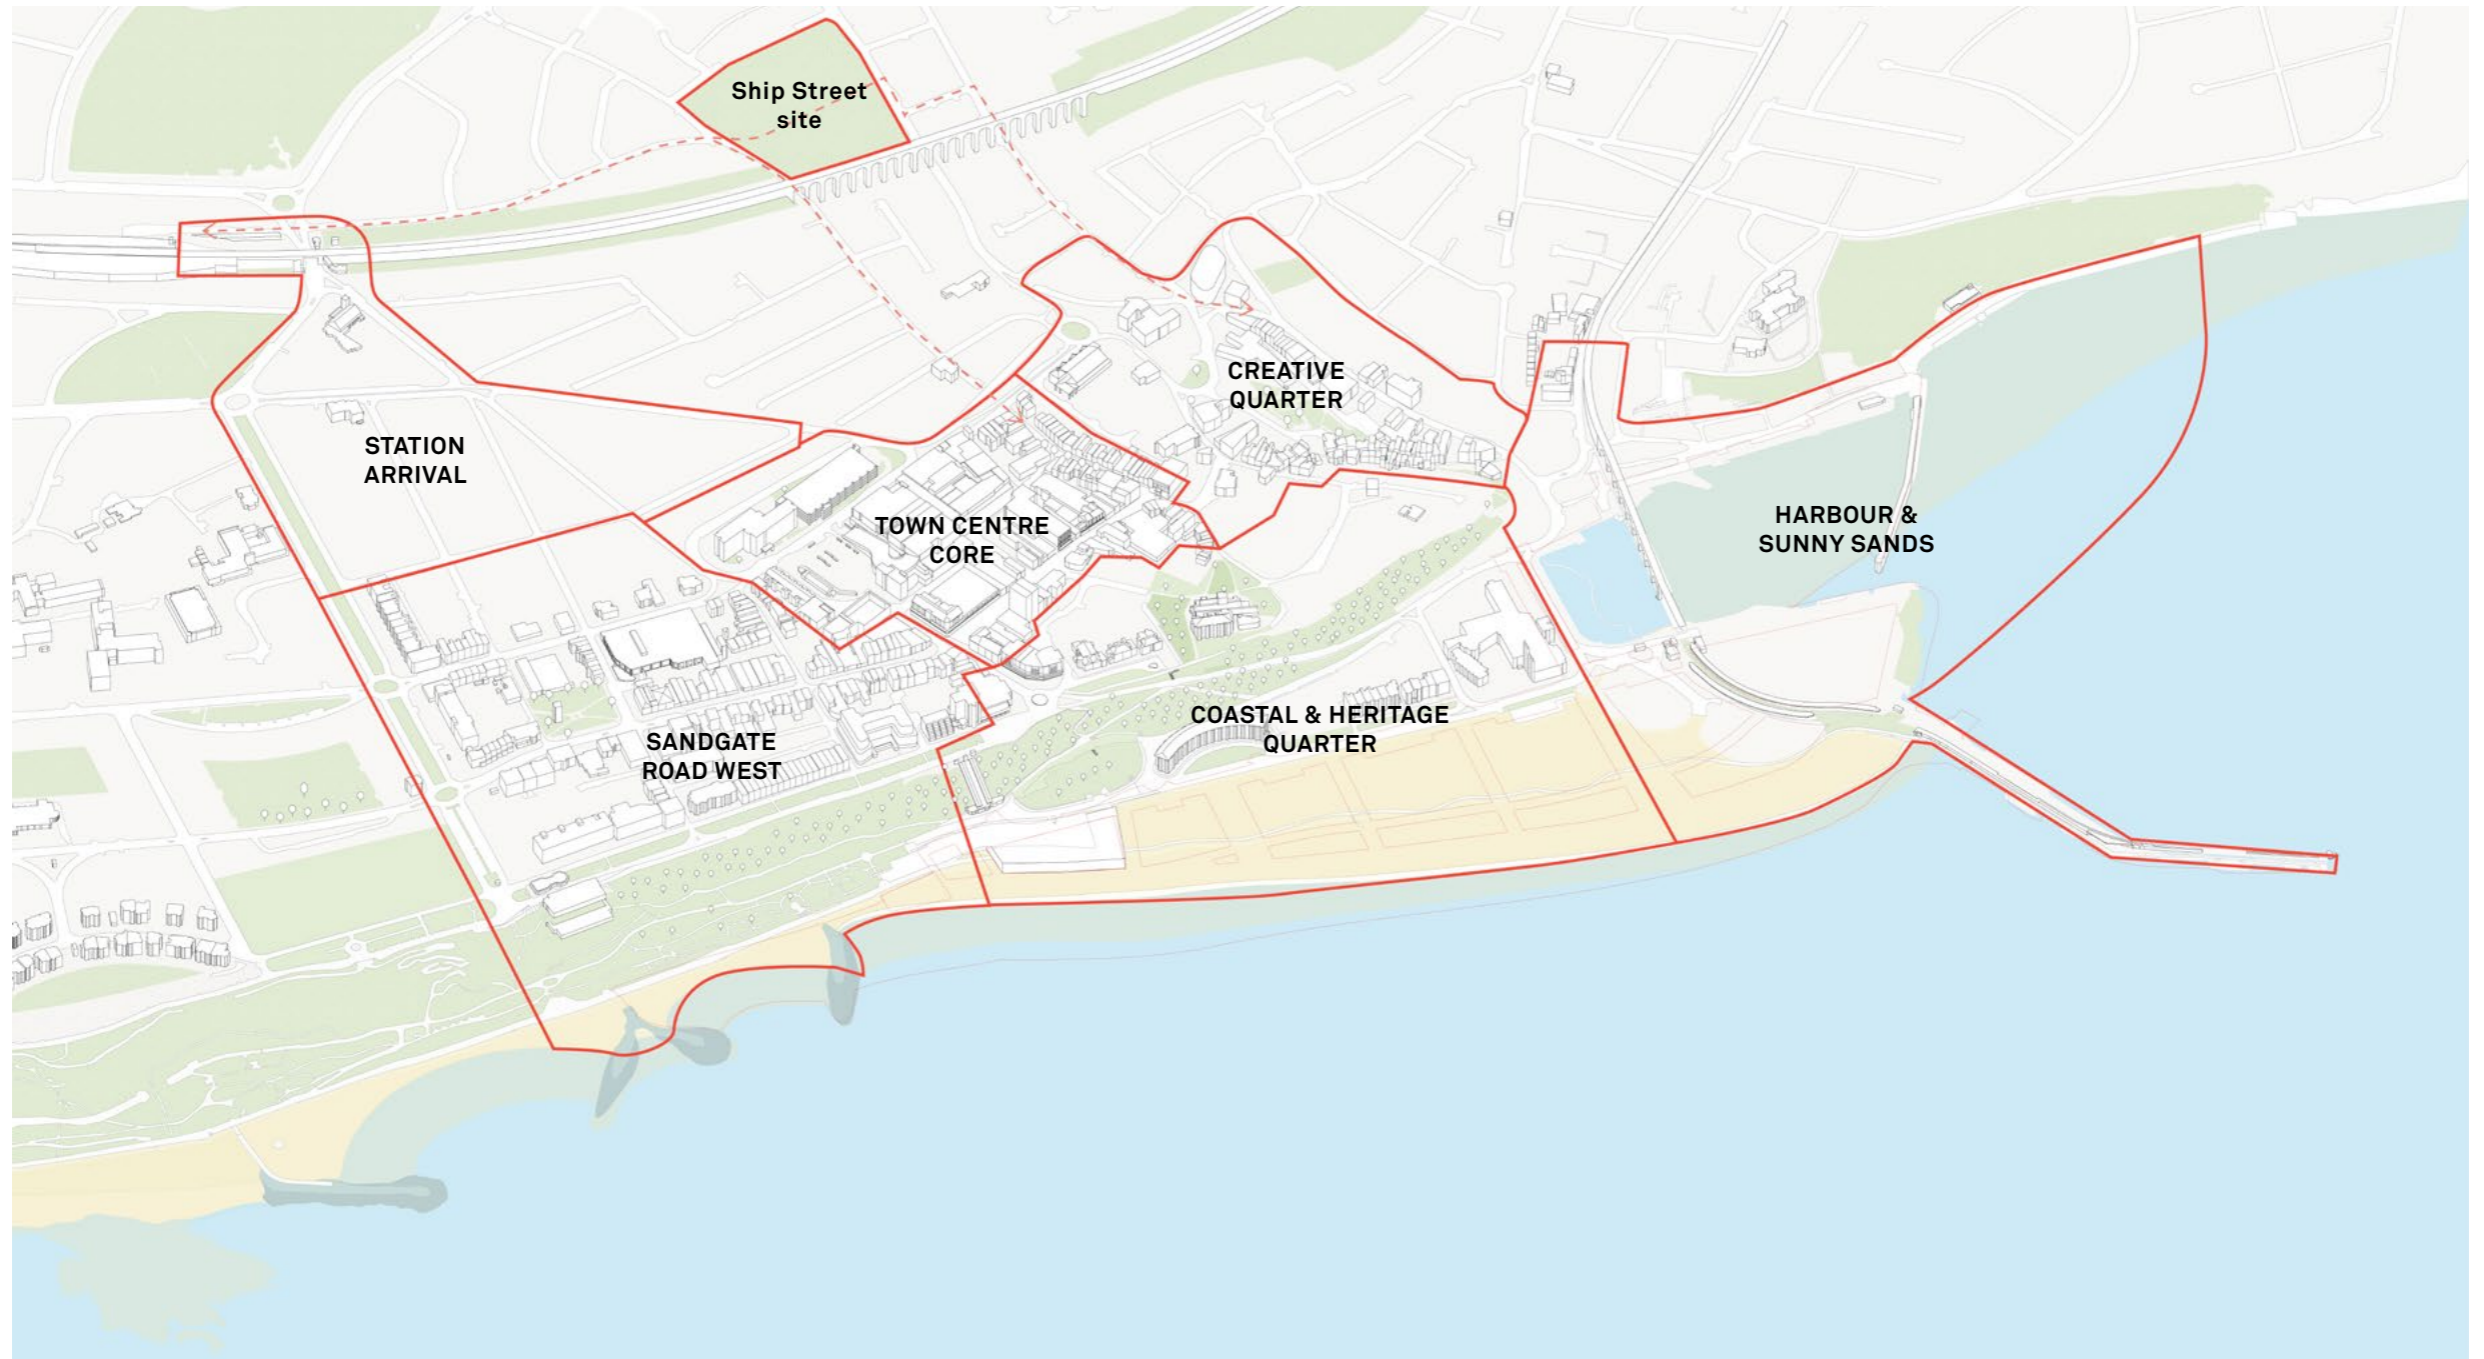 Ship Street
site
CREATIVE
QUARTER
STATION
ARRIVAL
TOWN CENTRE
CORE
HARBOUR &
SUNNY SANDS
COASTAL & HERITAGE
QUARTER
SANDGATE
ROAD WEST